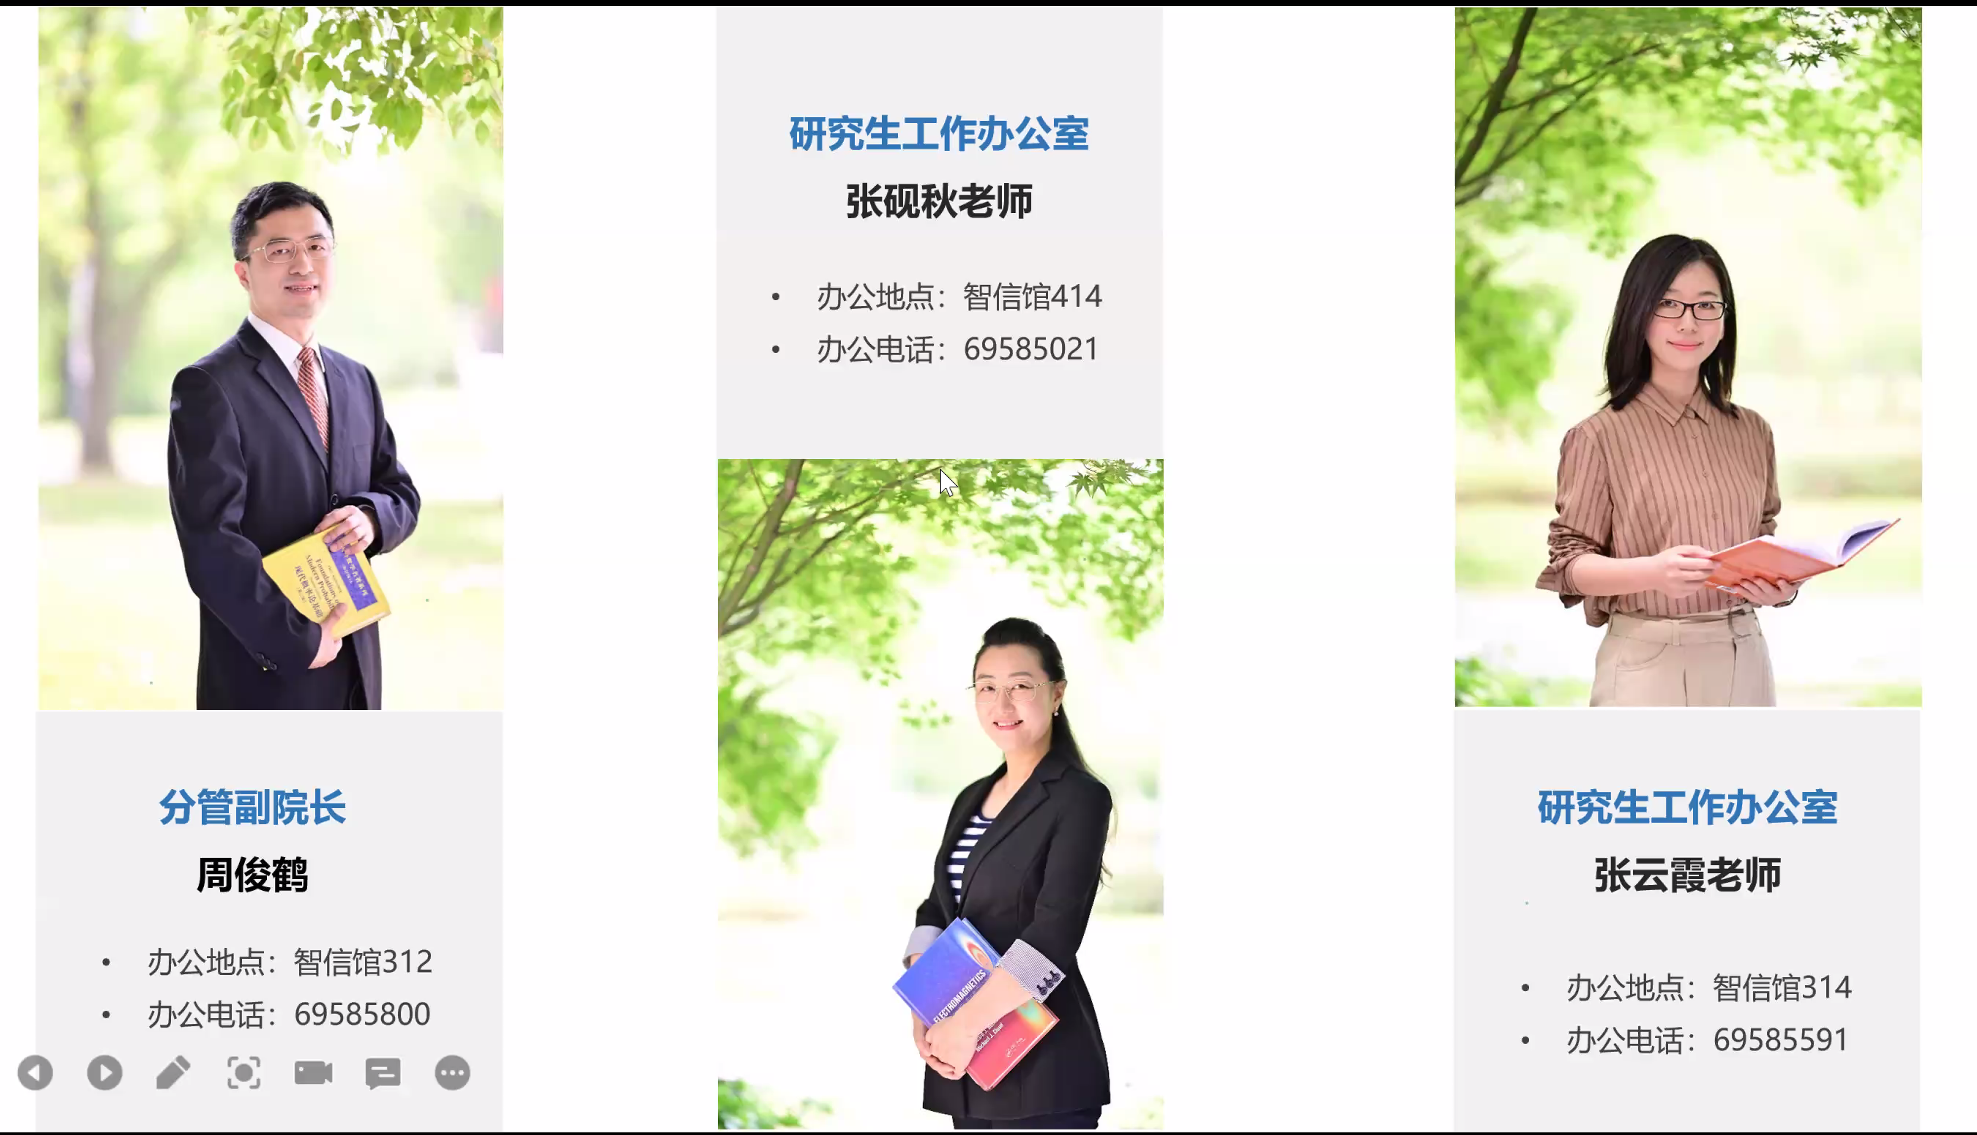 分管副院长
周俊鹤
• 办公地点：智信馆312
• 办公电话：69585800
研究生工作办公室
张砚秋老师
• 办公地点：智信馆414
• 办公电话：69585021
ELECTROMAGNETICS
研究生工作办公室
张云霞老师
• 办公地点：智信馆314
• 办公电话：69585591